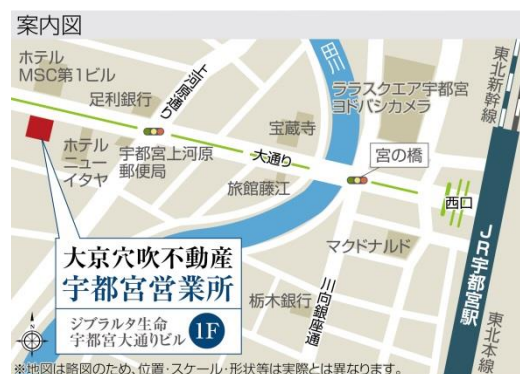 案内図
ホテル
MSC第1ビル
足利銀行
上河原通り
田川
ララスクエア宇都宮
ヨドバシカメラ
東北新幹線
宝蔵寺
宮の橋
大通り
ホテル
ニュー
イタヤ
宇都宮上河原
郵便局
旅館藤江
西口
JR宇都宮駅
マクドナルド
大京穴吹不動産
宇都宮営業所
ジブラルタ生命
宇都宮大通りビル
1F
栃木銀行
川向銀座通
東北本線
N
※地図は略図のため、位置・スケール・形状等は実際とは異なります。